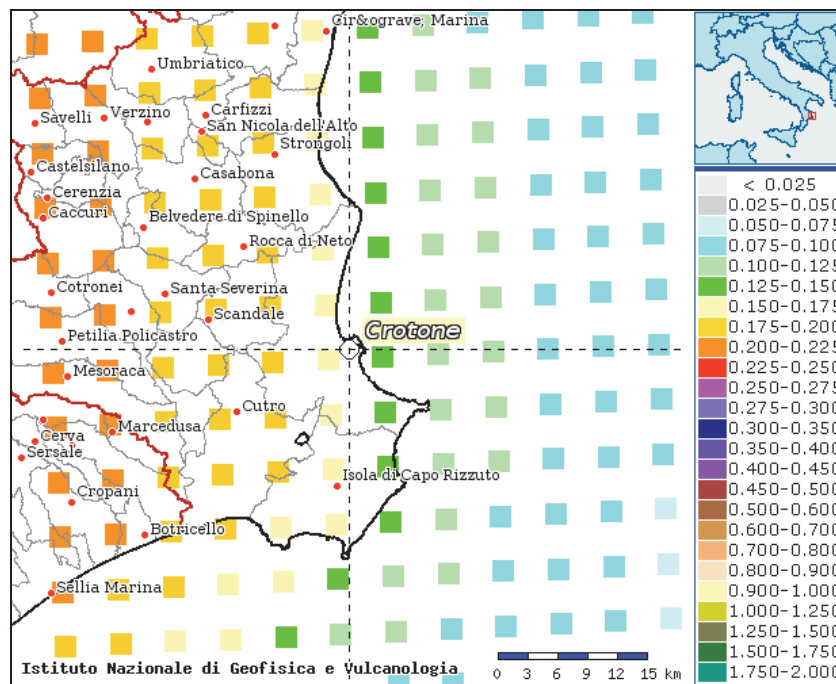 Cir&ograve; Marina
Umbriatico
Savelli
Verzino
Carfizzi
San Nicola dell'Alto
Strongoli
Castelsilano
Casabona
Cerenzia
Caccuri
Belvedere di Spinello
Rocca di Neto
Cotronei
Santa Severina
Scandale
Crotone
Petilia Policastro
Mesoraca
Cutro
Marcedusa
Cerva
Sersale
Isola di Capo Rizzuto
Cropani
Botricello
Sellia Marina
Istituto Nazionale di Geofisica e Vulcanologia
0 3 6 9 12 15 km
< 0.025
0.025-0.050
0.050-0.075
0.075-0.100
0.100-0.125
0.125-0.150
0.150-0.175
0.175-0.200
0.200-0.225
0.225-0.250
0.250-0.275
0.275-0.300
0.300-0.350
0.350-0.400
0.400-0.450
0.450-0.500
0.500-0.600
0.600-0.700
0.700-0.800
0.800-0.900
0.900-1.000
1.000-1.250
1.250-1.500
1.500-1.750
1.750-2.000